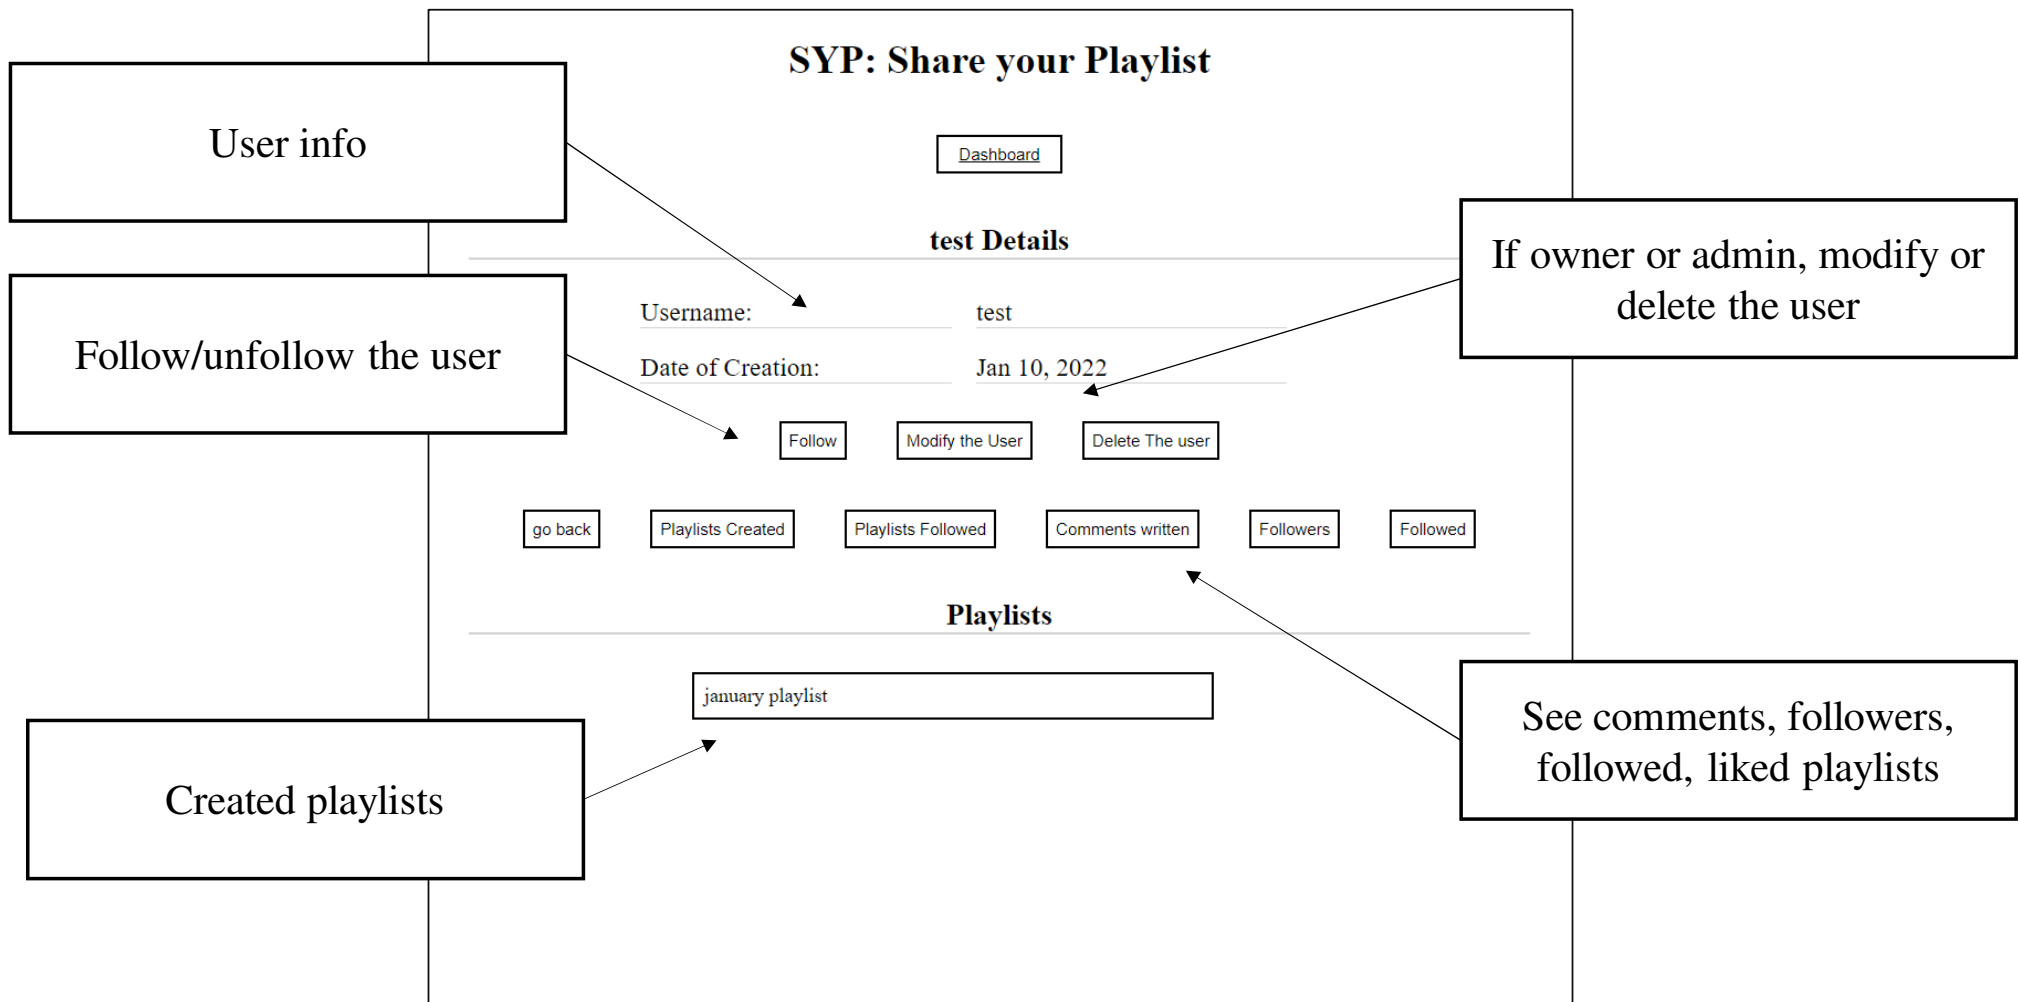 SYP: Share your Playlist
User info
Dashboard
test Details
If owner or admin, modify or
delete the user
Username: test
Follow/unfollow the user
Date of Creation: Jan 10, 2022
Follow Modify the User Delete The user
go back Playlists Created Playlists Followed Comments written Followers Followed
Playlists
january playlist
See comments, followers,
followed, liked playlists
Created playlists